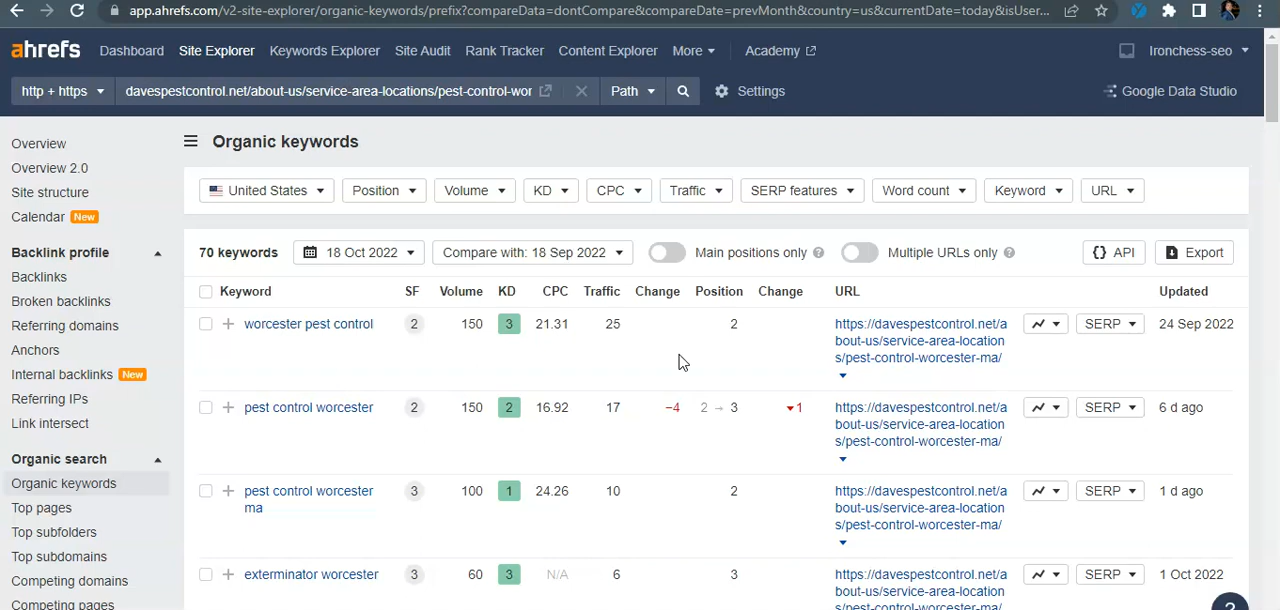 app.ahrefs.com/v2-site-explorer/organic-keywords/prefix?compareData=dontCompare&compareDate=prevMonth&country=us&currentDate=today&isUser...
ahrefs Dashboard Site Explorer Keywords Explorer Site Audit Rank Tracker Content Explorer More Academy Ironchess-seo
http + https davespestcontrol.net/about-us/service-area-locations/pest-control-wor Path Settings Google Data Studio
Overview
Overview 2.0
Site structure
Calendar New
Backlink profile
Backlinks
Broken backlinks
Referring domains
Anchors
Internal backlinks New
Referring IPs
Link intersect
Organic search
Organic keywords
Top pages
Top subfolders
Top subdomains
Competing domains
Competing pages
Organic keywords
United States Position Volume KD CPC Traffic SERP features Word count Keyword URL
70 keywords 18 Oct 2022 Compare with: 18 Sep 2022 Main positions only ? Multiple URLs only ? {} API Export
Keyword SF Volume KD CPC Traffic Change Position Change URL Updated
worcester pest control 2 150 3 21.31 25 2 https://davespestcontrol.net/a SERP 24 Sep 2022
bout-us/service-area-location
s/pest-control-worcester-ma/
pest control worcester 2 150 2 16.92 17 −4 2 → 3 1 https://davespestcontrol.net/a SERP 6 d ago
bout-us/service-area-location
s/pest-control-worcester-ma/
pest control worcester 3 100 1 24.26 10 2 https://davespestcontrol.net/a SERP 1 d ago
ma bout-us/service-area-location
s/pest-control-worcester-ma/
exterminator worcester 3 60 3 N/A 6 3 https://davespestcontrol.net/a SERP 1 Oct 2022
bout-us/service-area-location
?